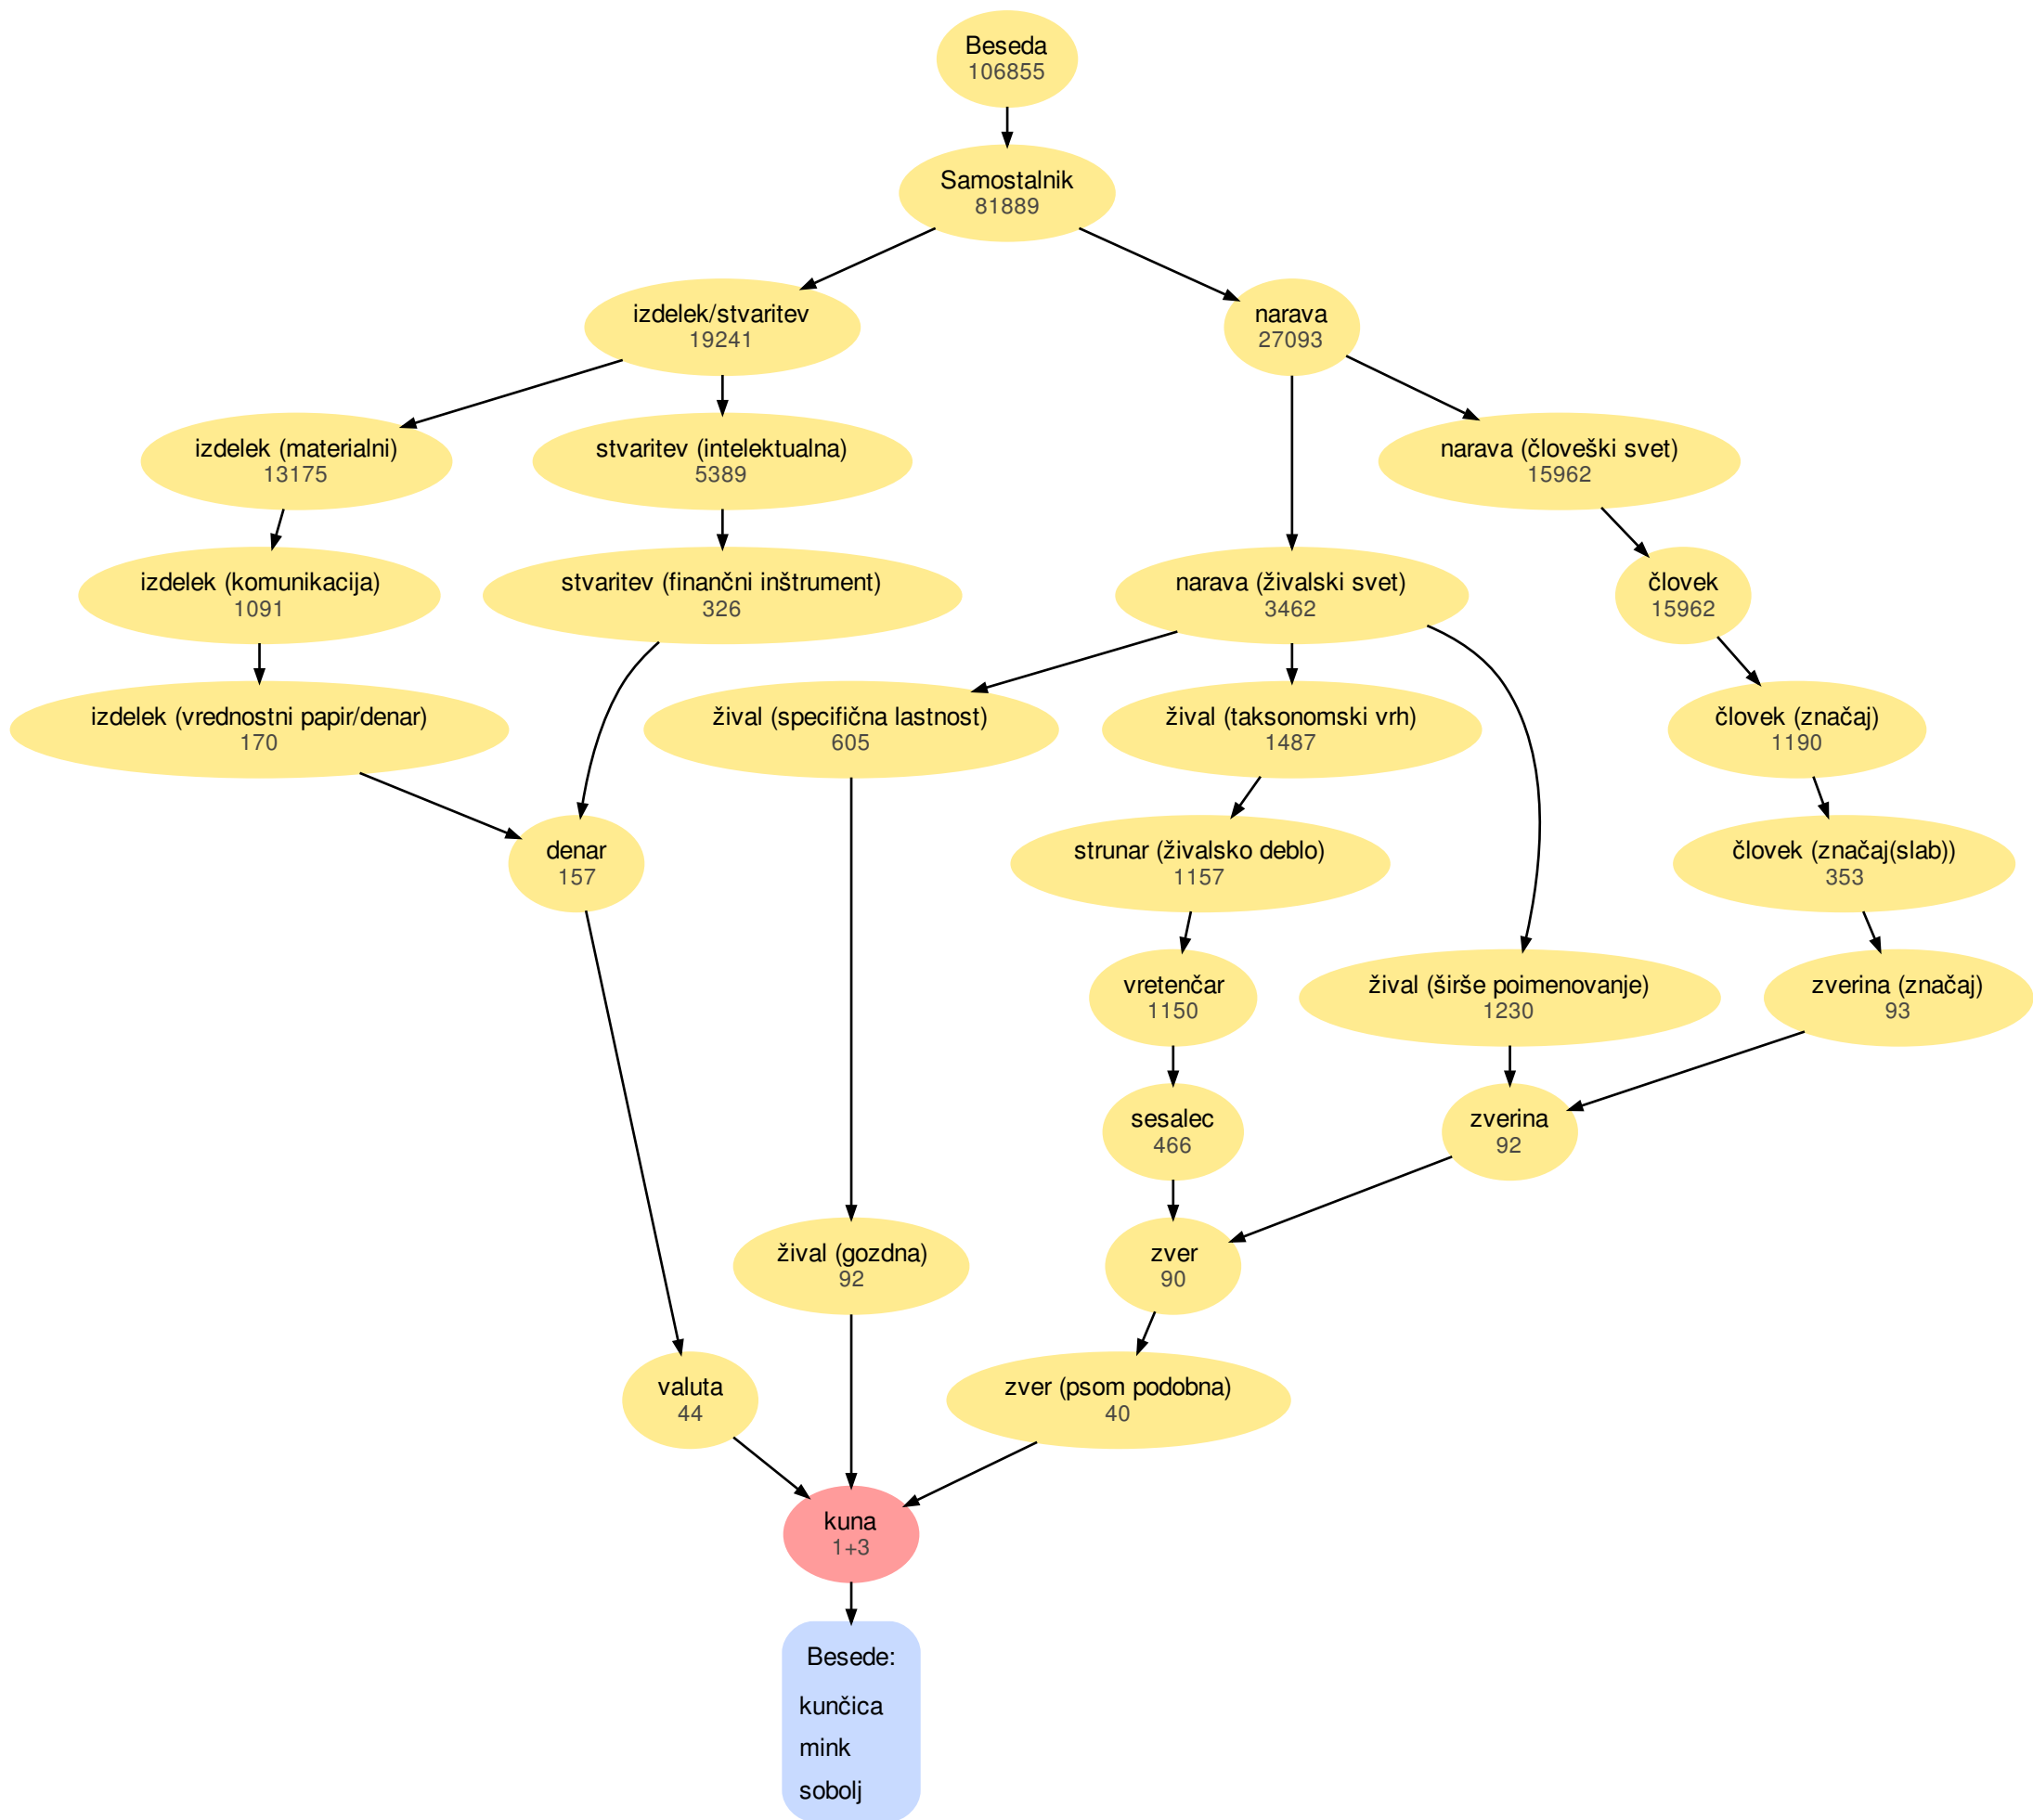 Beseda
106855
Samostalnik
81889
izdelek/stvaritev
19241
narava
27093
izdelek (materialni)
13175
stvaritev (intelektualna)
5389
narava (človeški svet)
15962
izdelek (komunikacija)
1091
stvaritev (finančni inštrument)
326
narava (živalski svet)
3462
človek
15962
izdelek (vrednostni papir/denar)
170
žival (specifična lastnost)
605
žival (taksonomski vrh)
1487
človek (značaj)
1190
denar
157
strunar (živalsko deblo)
1157
človek (značaj(slab))
353
vretenčar
1150
žival (širše poimenovanje)
1230
zverina (značaj)
93
sesalec
466
zverina
92
žival (gozdna)
92
zver
90
valuta
44
zver (psom podobna)
40
kuna
1+3
Besede:
kunčica
mink
sobolj